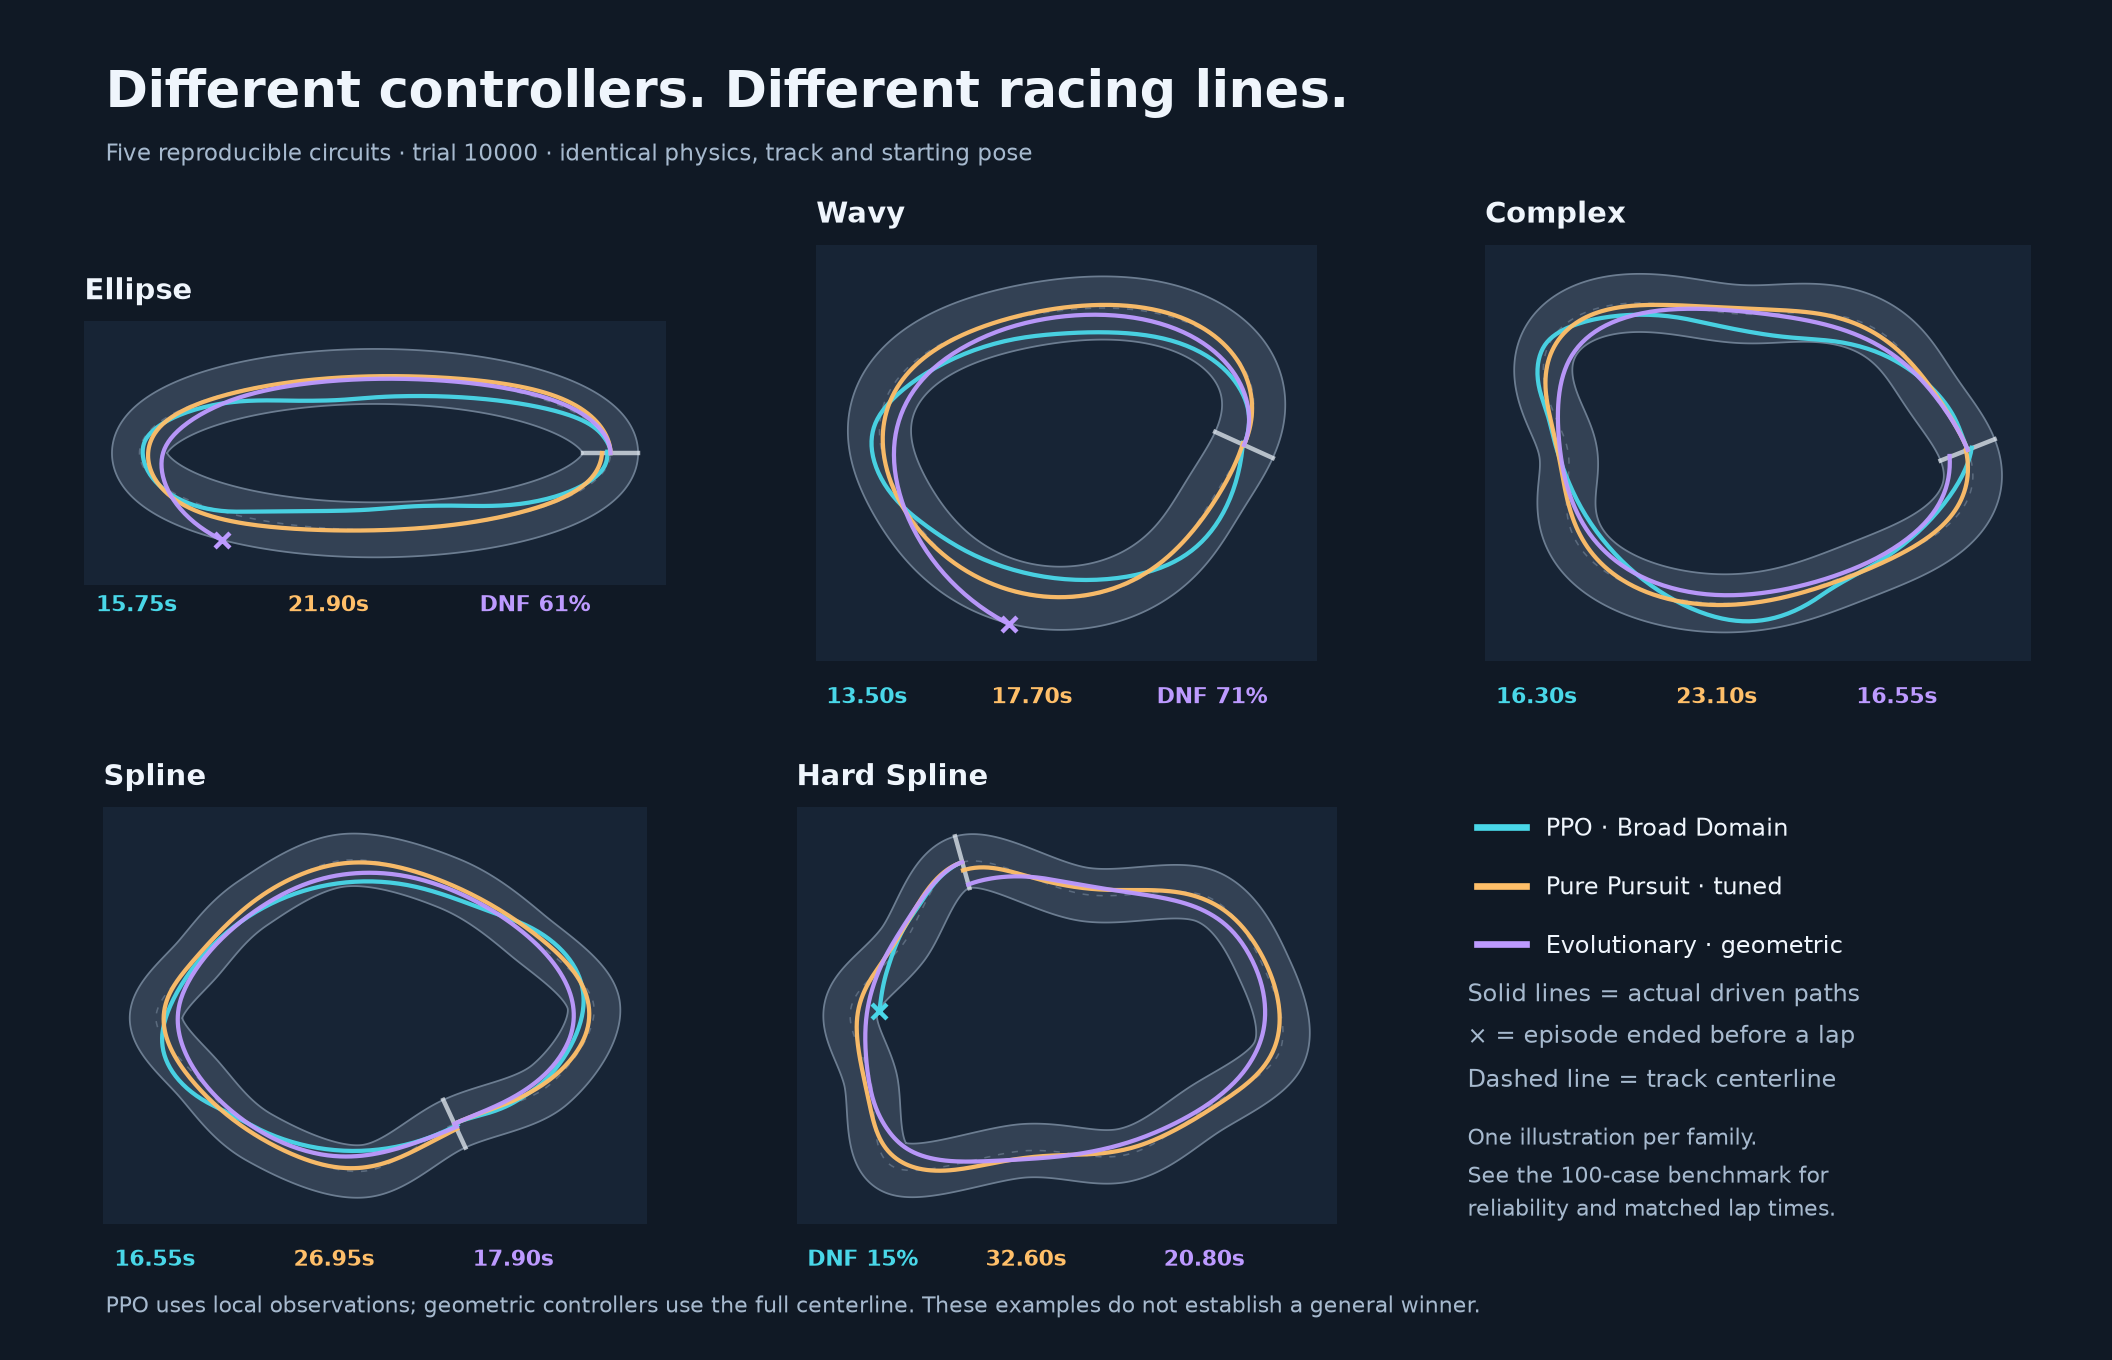 Different controllers. Different racing lines.
Five reproducible circuits · trial 10000 · identical physics, track and starting pose
Ellipse
15.75s 21.90s DNF 61%
Wavy
13.50s 17.70s DNF 71%
Complex
16.30s 23.10s 16.55s
Spline
16.55s 26.95s 17.90s
Hard Spline
DNF 15% 32.60s 20.80s
PPO · Broad Domain
Pure Pursuit · tuned
Evolutionary · geometric
Solid lines = actual driven paths
× = episode ended before a lap
Dashed line = track centerline
One illustration per family.
See the 100-case benchmark for
reliability and matched lap times.
PPO uses local observations; geometric controllers use the full centerline. These examples do not establish a general winner.